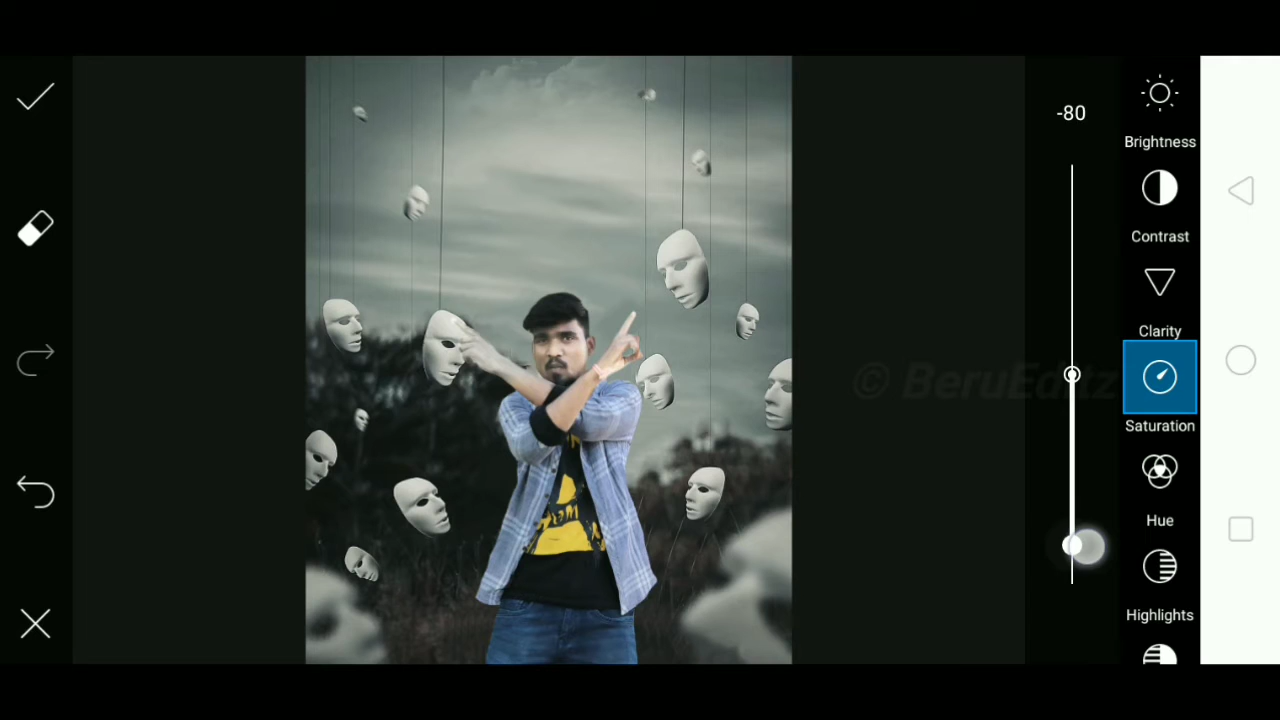 -80
Brightness
Contrast
Clarity
Saturation
Hue
Highlights
© BeruEditz